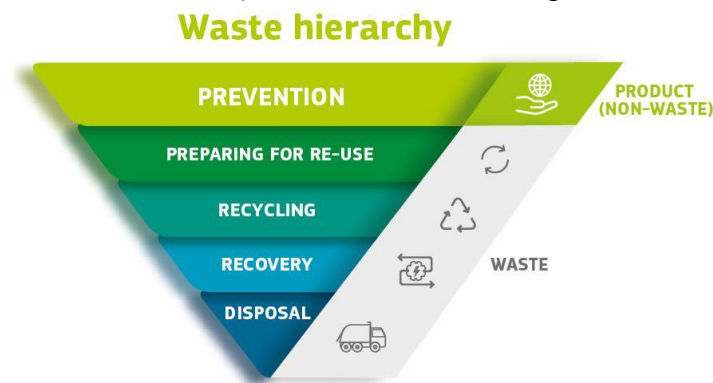 Waste hierarchy
PREVENTION
PRODUCT
(NON-WASTE)
PREPARING FOR RE-USE
RECYCLING
RECOVERY
WASTE
DISPOSAL